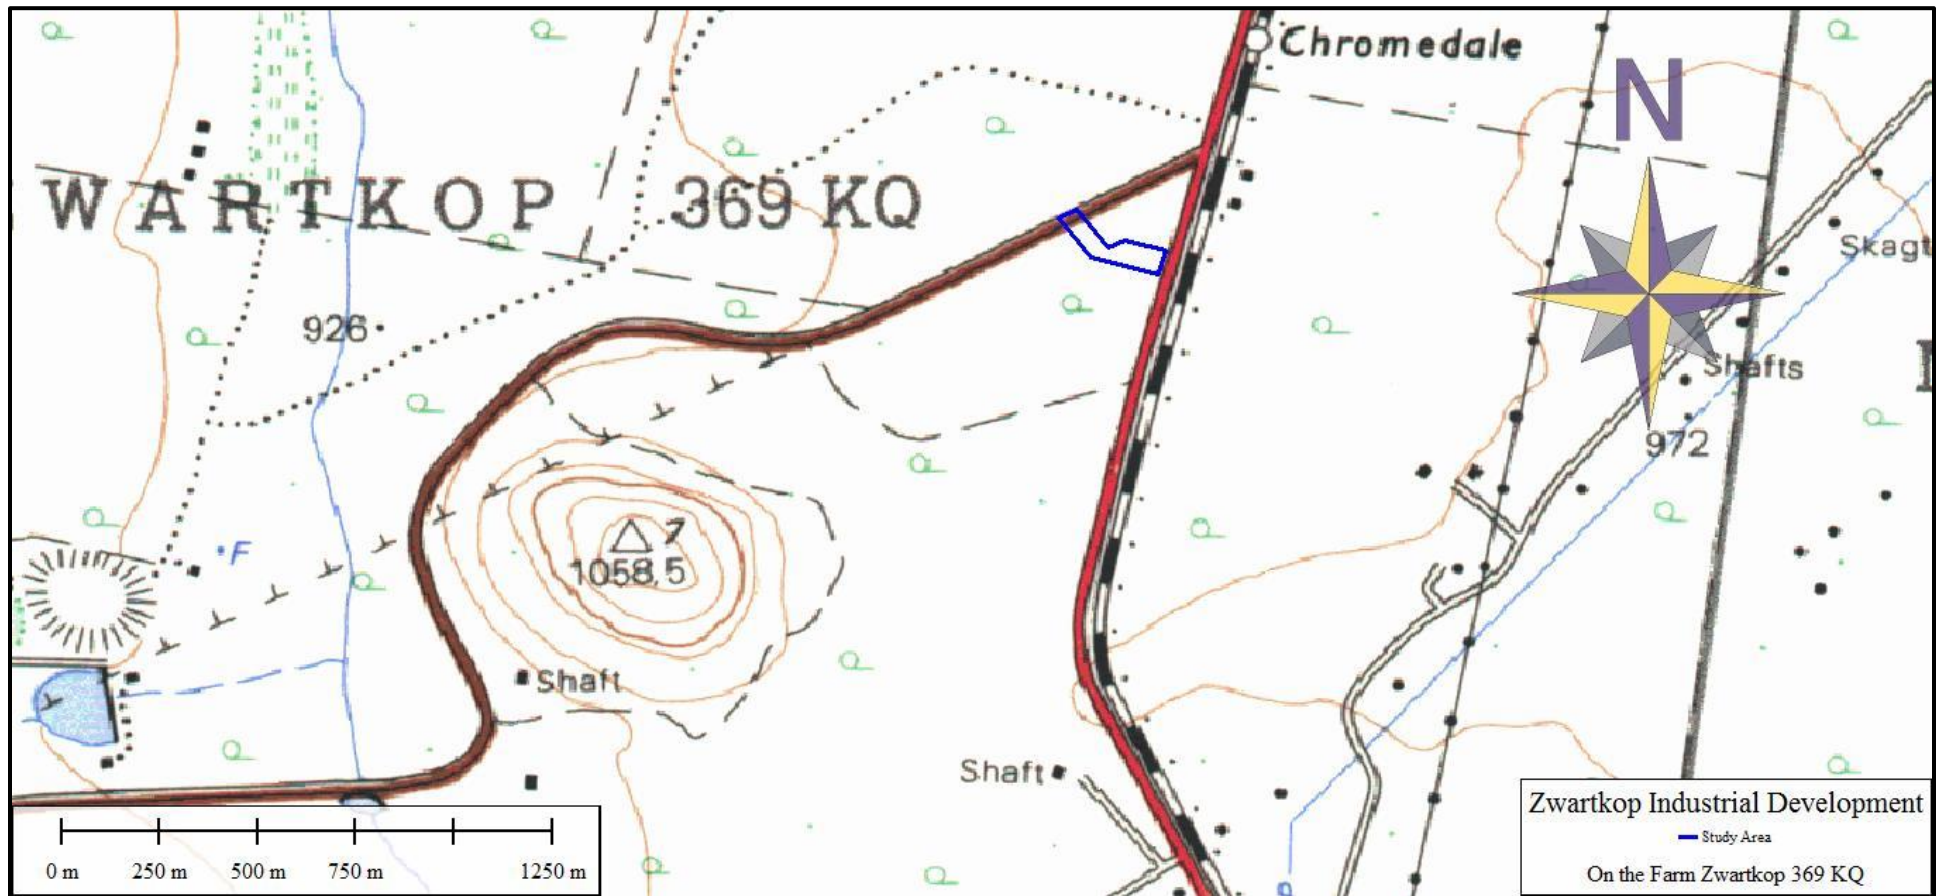 Chromedale
N
WARTKOP 369 KQ
Skagt
926
Shafts
972
F
7
1058,5
Shaft
Shaft
Zwartkop Industrial Development
Study Area
On the Farm Zwartkop 369 KQ
0 m 250 m 500 m 750 m 1250 m